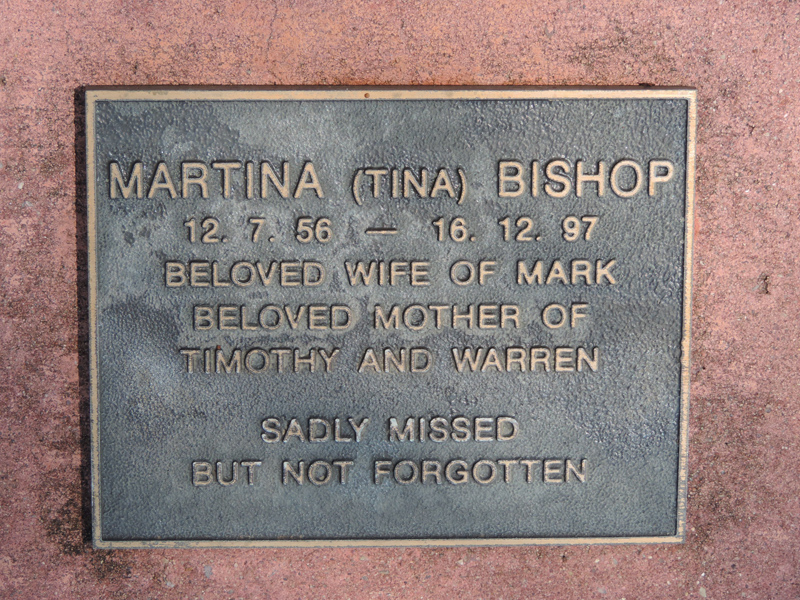 MARTINA (TINA) BISHOP
12. 7. 56 — 16. 12. 97
BELOVED WIFE OF MARK
BELOVED MOTHER OF
TIMOTHY AND WARREN
SADLY MISSED
BUT NOT FORGOTTEN